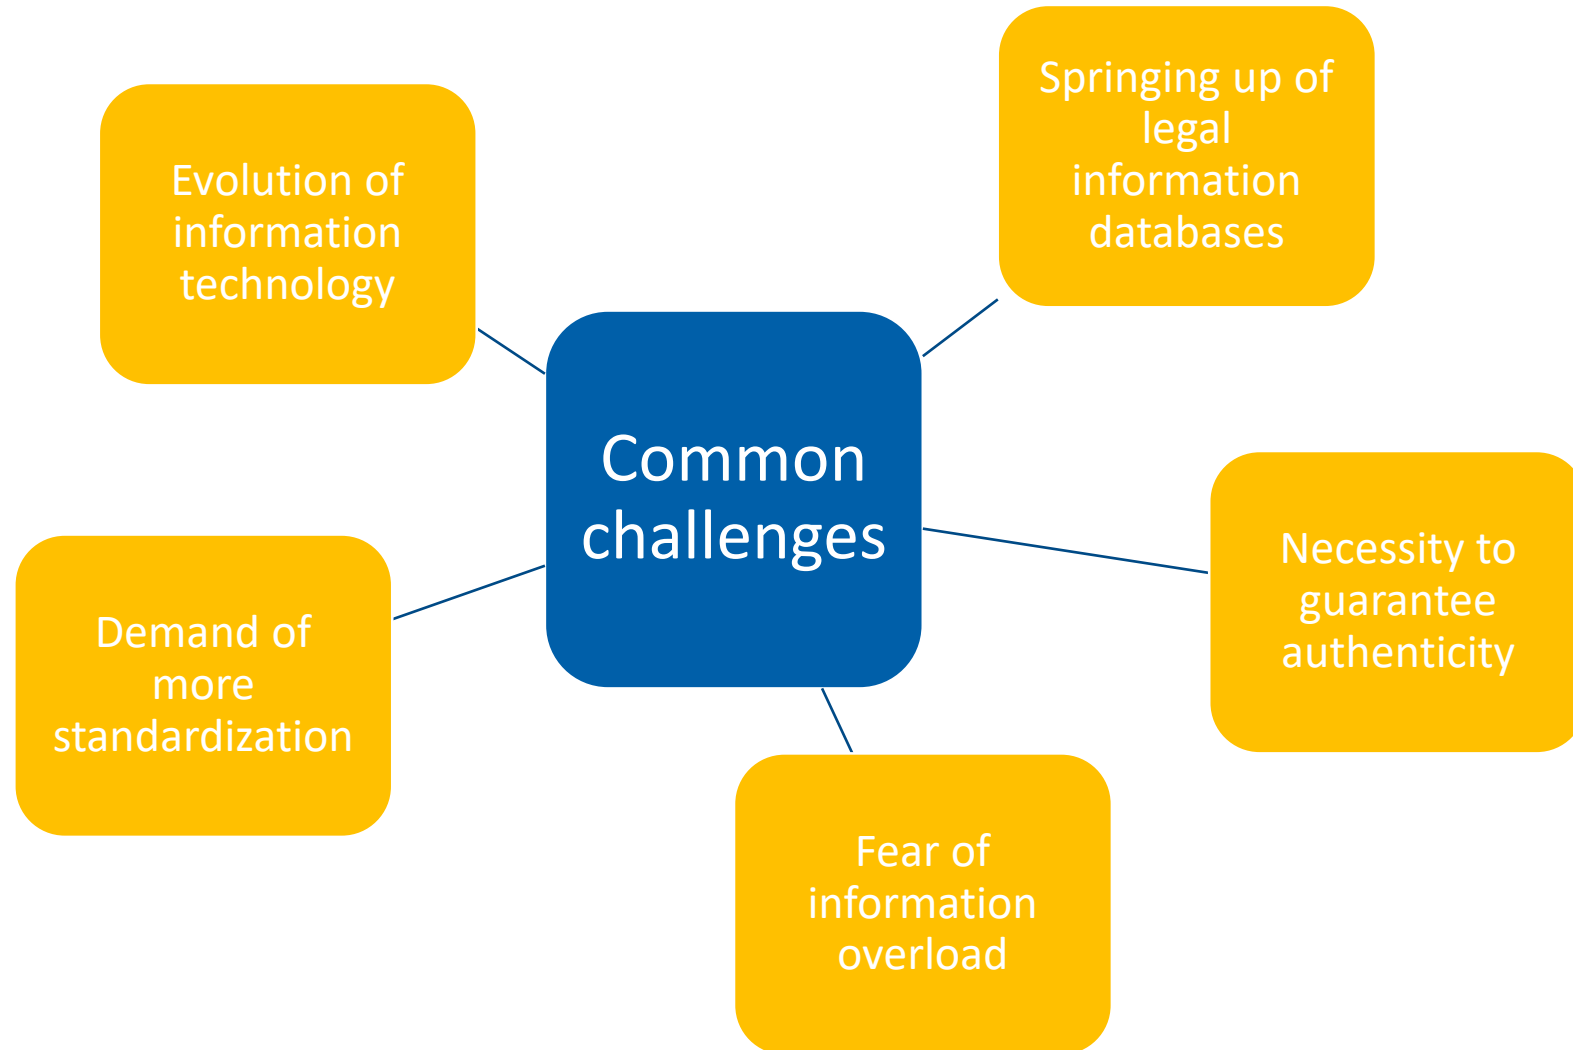 Springing up of
legal
information
databases
Evolution of
information
technology
Common
challenges
Necessity to
guarantee
authenticity
Demand of
more
standardization
Fear of
information
overload